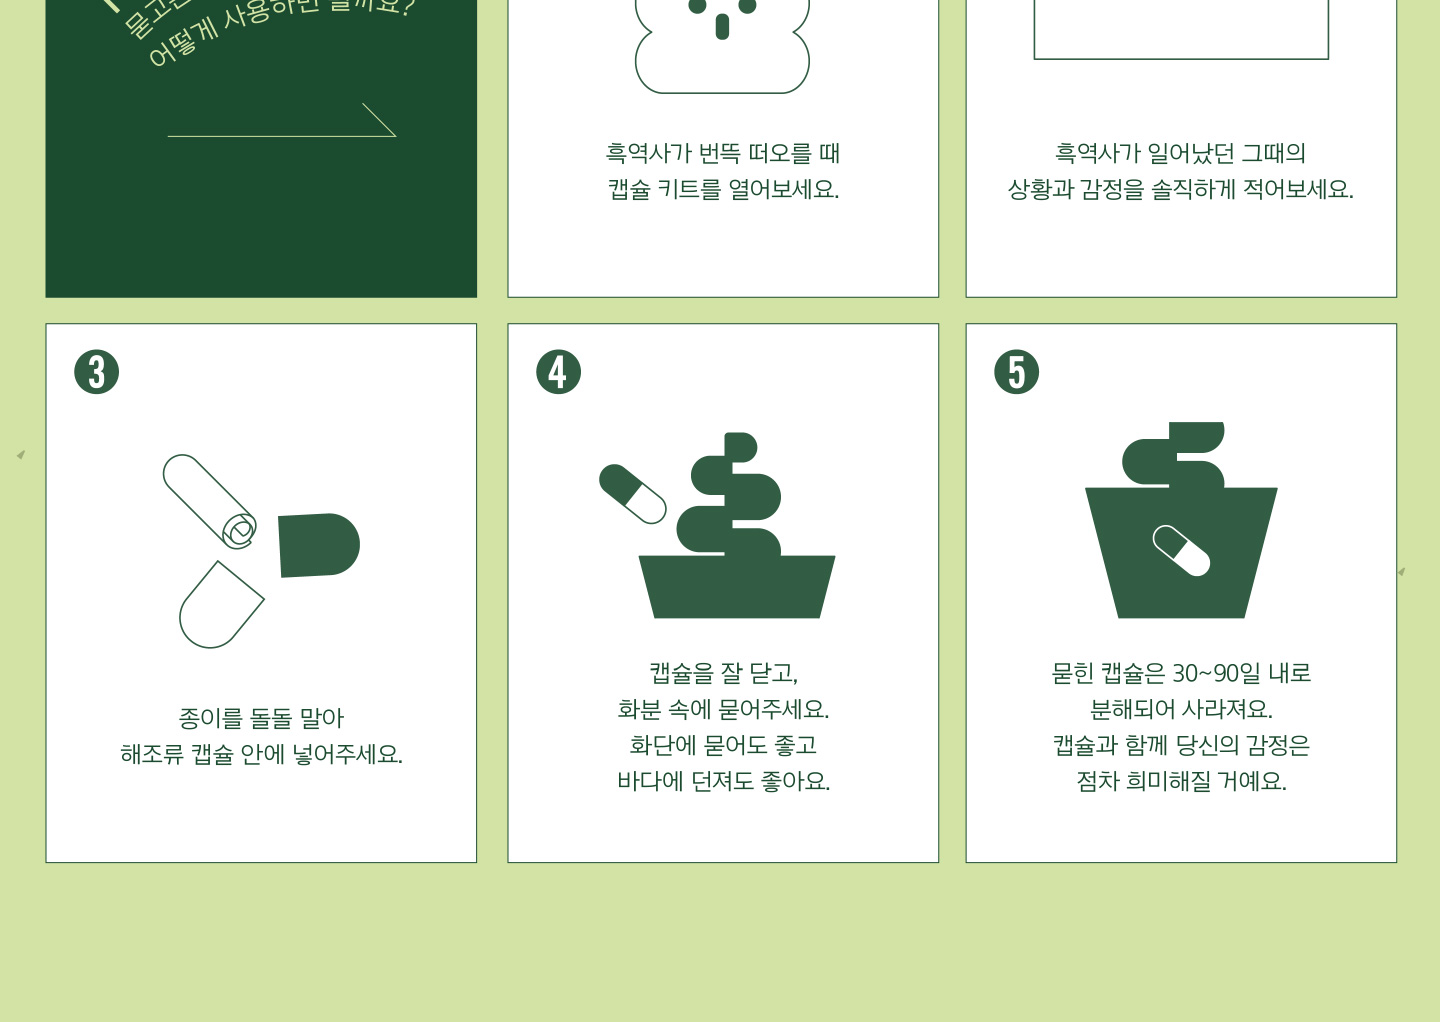 어떻게 사용하면 될까요?
흑역사가 번뜩 떠오를 때
캡슐 키트를 열어보세요.
흑역사가 일어났던 그때의
상황과 감정을 솔직하게 적어보세요.
3
종이를 돌돌 말아
해조류 캡슐 안에 넣어주세요.
4
캡슐을 잘 닫고,
화분 속에 묻어주세요.
화단에 묻어도 좋고
바다에 던져도 좋아요.
5
묻힌 캡슐은 30~90일 내로
분해되어 사라져요.
캡슐과 함께 당신의 감정은
점차 희미해질 거예요.